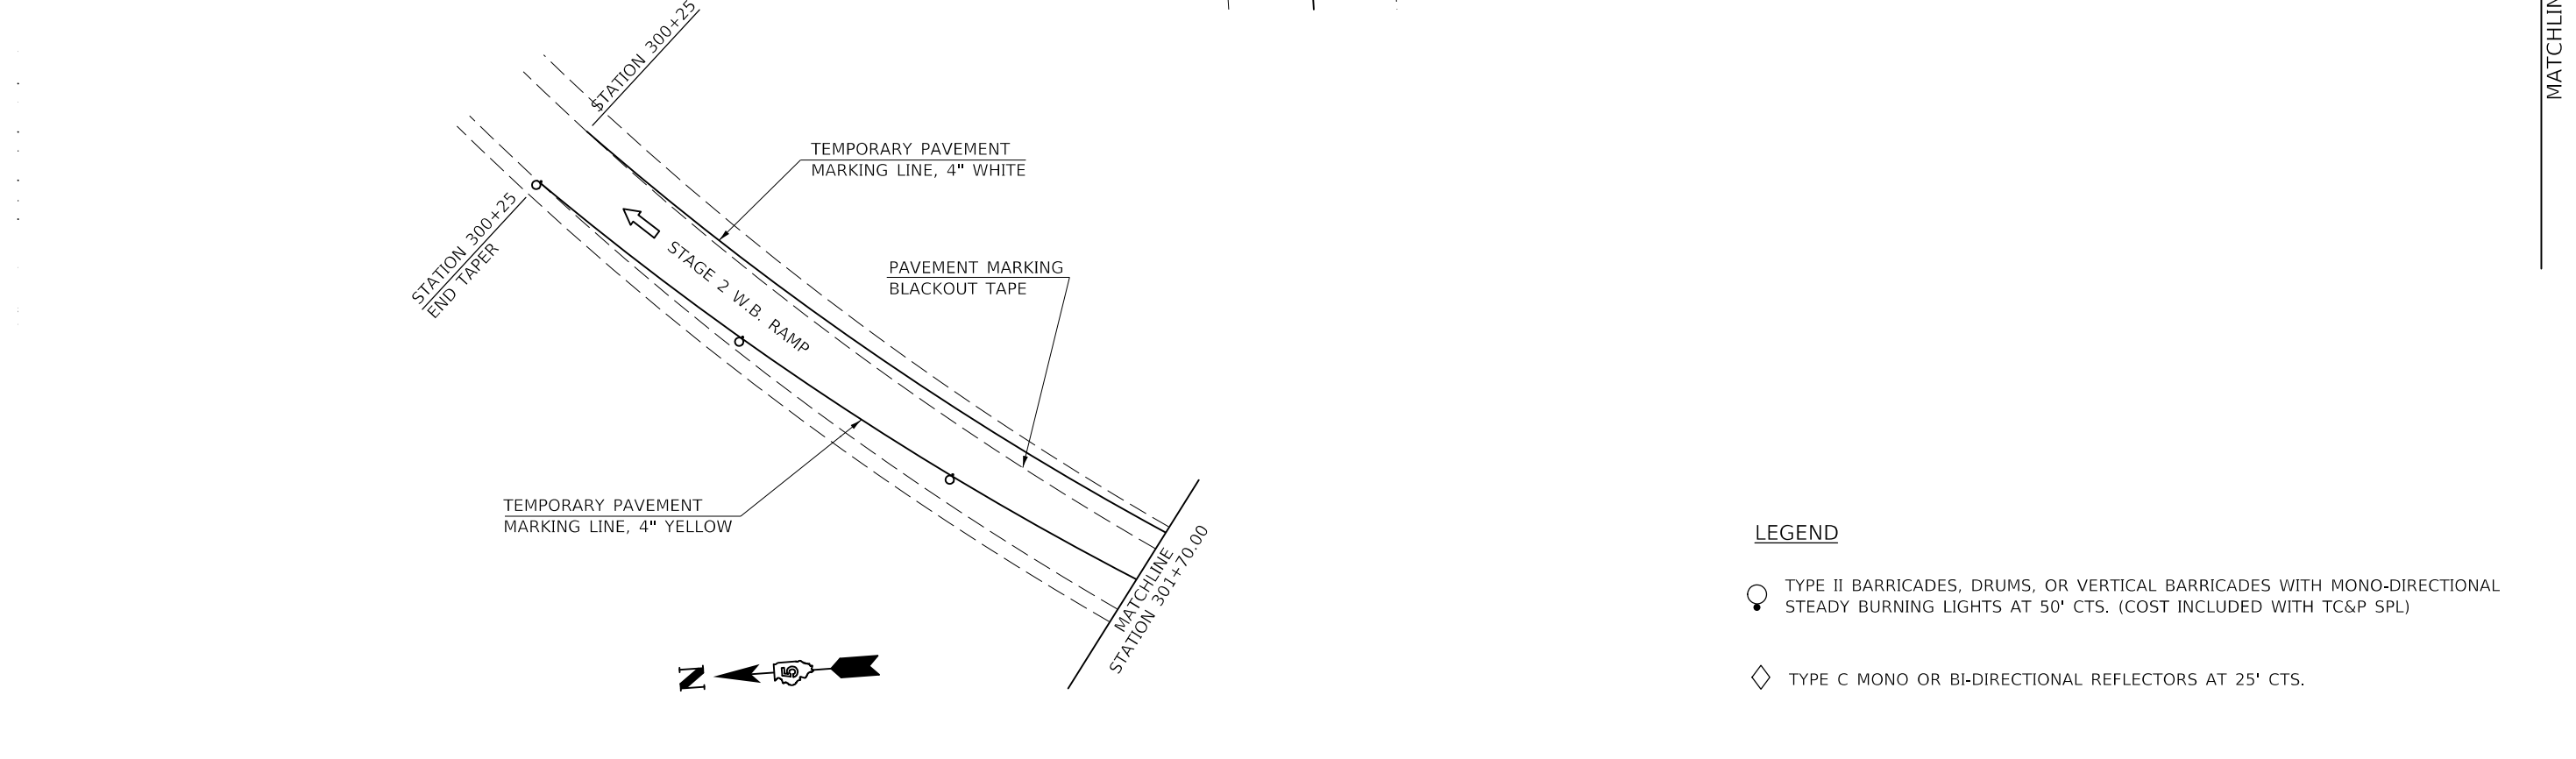 STATION 300+25
TEMPORARY PAVEMENT
MARKING LINE, 4" WHITE
STATION 300+25
END TAPER
STAGE 2 W.B. RAMP
PAVEMENT MARKING
BLACKOUT TAPE
TEMPORARY PAVEMENT
MARKING LINE, 4" YELLOW
MATCHLINE
STATION 301+70.00
N
5
LEGEND
TYPE II BARRICADES, DRUMS, OR VERTICAL BARRICADES WITH MONO-DIRECTIONAL
STEADY BURNING LIGHTS AT 50' CTS. (COST INCLUDED WITH TC&P SPL)
TYPE C MONO OR BI-DIRECTIONAL REFLECTORS AT 25' CTS.
MATCHLIN